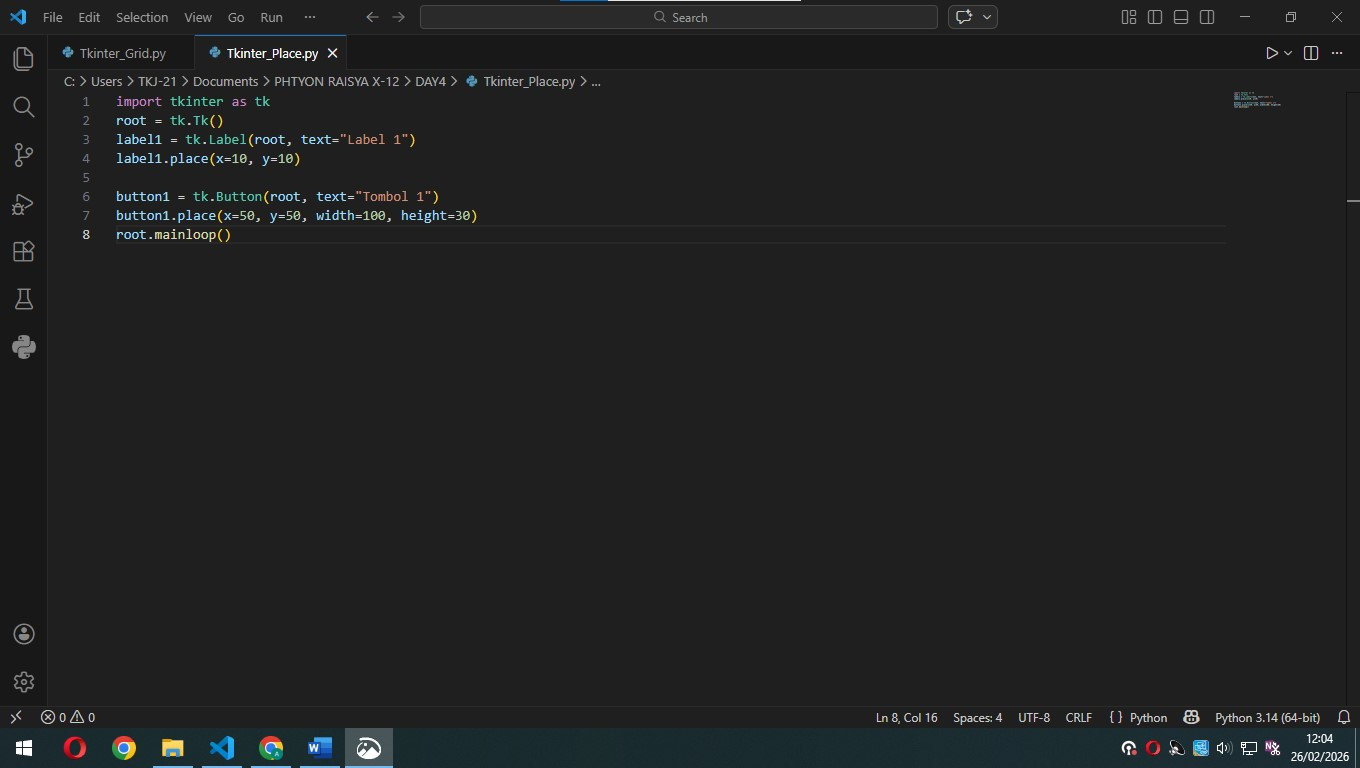 File Edit Selection View Go Run ··· Search
Tkinter_Grid.py Tkinter_Place.py
C: > Users > TKJ-21 > Documents > PHTYON RAISYA X-12 > DAY4 > Tkinter_Place.py > ...
1 import tkinter as tk
2 root = tk.Tk()
3 label1 = tk.Label(root, text="Label 1")
4 label1.place(x=10, y=10)
5
6 button1 = tk.Button(root, text="Tombol 1")
7 button1.place(x=50, y=50, width=100, height=30)
8 root.mainloop()
0 0 Ln 8, Col 16 Spaces: 4 UTF-8 CRLF { } Python Python 3.14 (64-bit)
12:04
26/02/2026